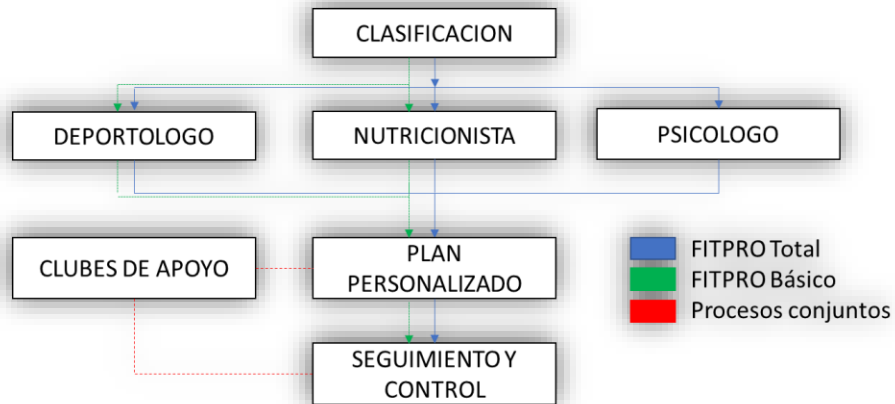 CLASIFICACION
DEPORTOLOGO
NUTRICIONISTA
PSICOLOGO
CLUBES DE APOYO
PLAN
PERSONALIZADO
FITPRO Total
FITPRO Básico
Procesos conjuntos
SEGUIMIENTO Y
CONTROL